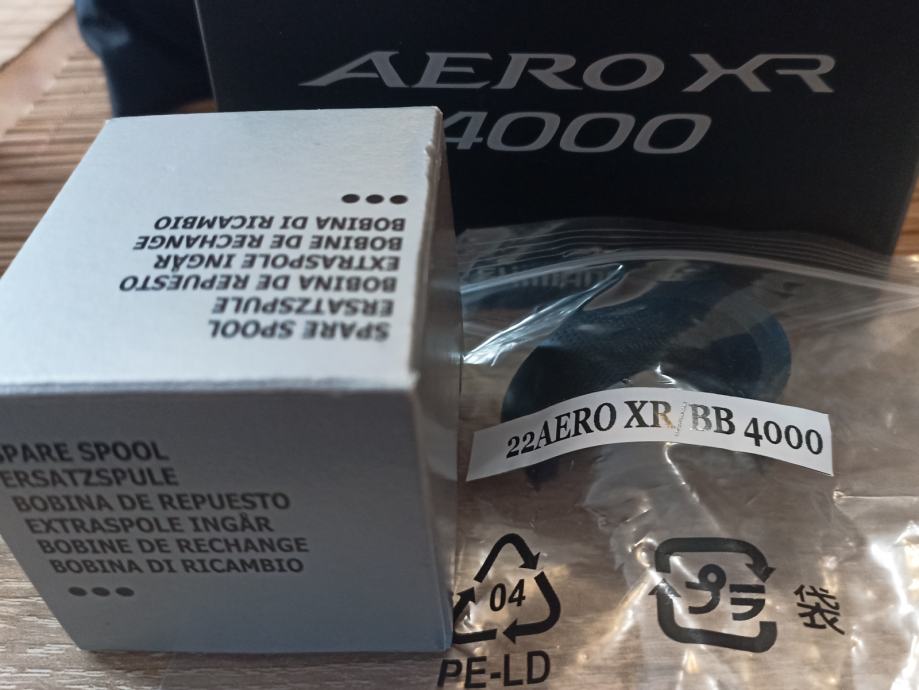 AERO XR
4000
SPARE SPOOL
ERSATZSPULE
BOBINA DE REPUESTO
EXTRASPOLE INGÅR
BOBINE DE RECHANGE
BOBINA DI RICAMBIO
SPARE SPOOL
ERSATZSPULE
BOBINA DE REPUESTO
EXTRASPOLE INGÅR
BOBINE DE RECHANGE
BOBINA DI RICAMBIO
22AERO XR/BB 4000
04
PE-LD
プラ
袋